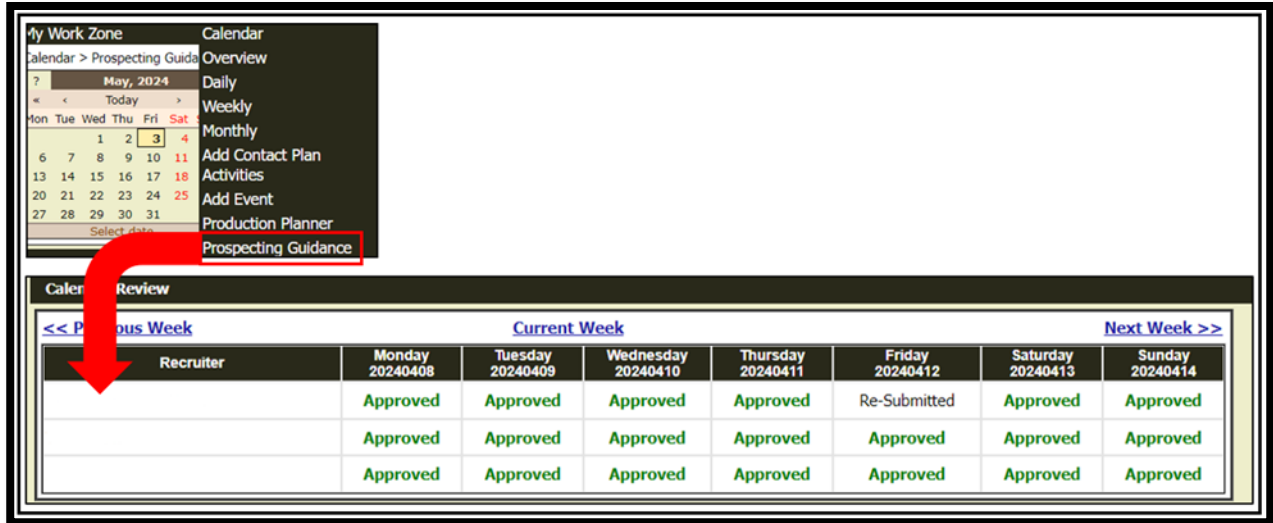 My Work Zone
Calendar > Prospecting Guida
? May, 2024
« ‹ Today ›
Mon Tue Wed Thu Fri Sat
1 2 3 4
6 7 8 9 10 11
13 14 15 16 17 18
20 21 22 23 24 25
27 28 29 30 31
Select date
Calendar
Overview
Daily
Weekly
Monthly
Add Contact Plan
Activities
Add Event
Production Planner
Prospecting Guidance
Review
Week
Current Week
Next Week >>
Recruiter Monday Tuesday Wednesday Thursday Friday Saturday Sunday
20240408 20240409 20240410 20240411 20240412 20240413 20240414
Approved Approved Approved Approved Re-Submitted Approved Approved
Approved Approved Approved Approved Approved Approved Approved
Approved Approved Approved Approved Approved Approved Approved